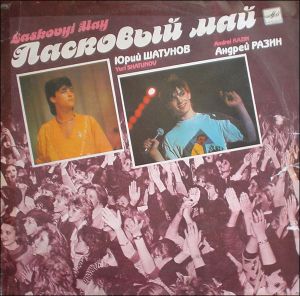 Laskovyi May
Ласковый май
Юрий ШАТУНОВ
Yuri SHATUNOV
Andrei RAZIN
Андрей РАЗИН